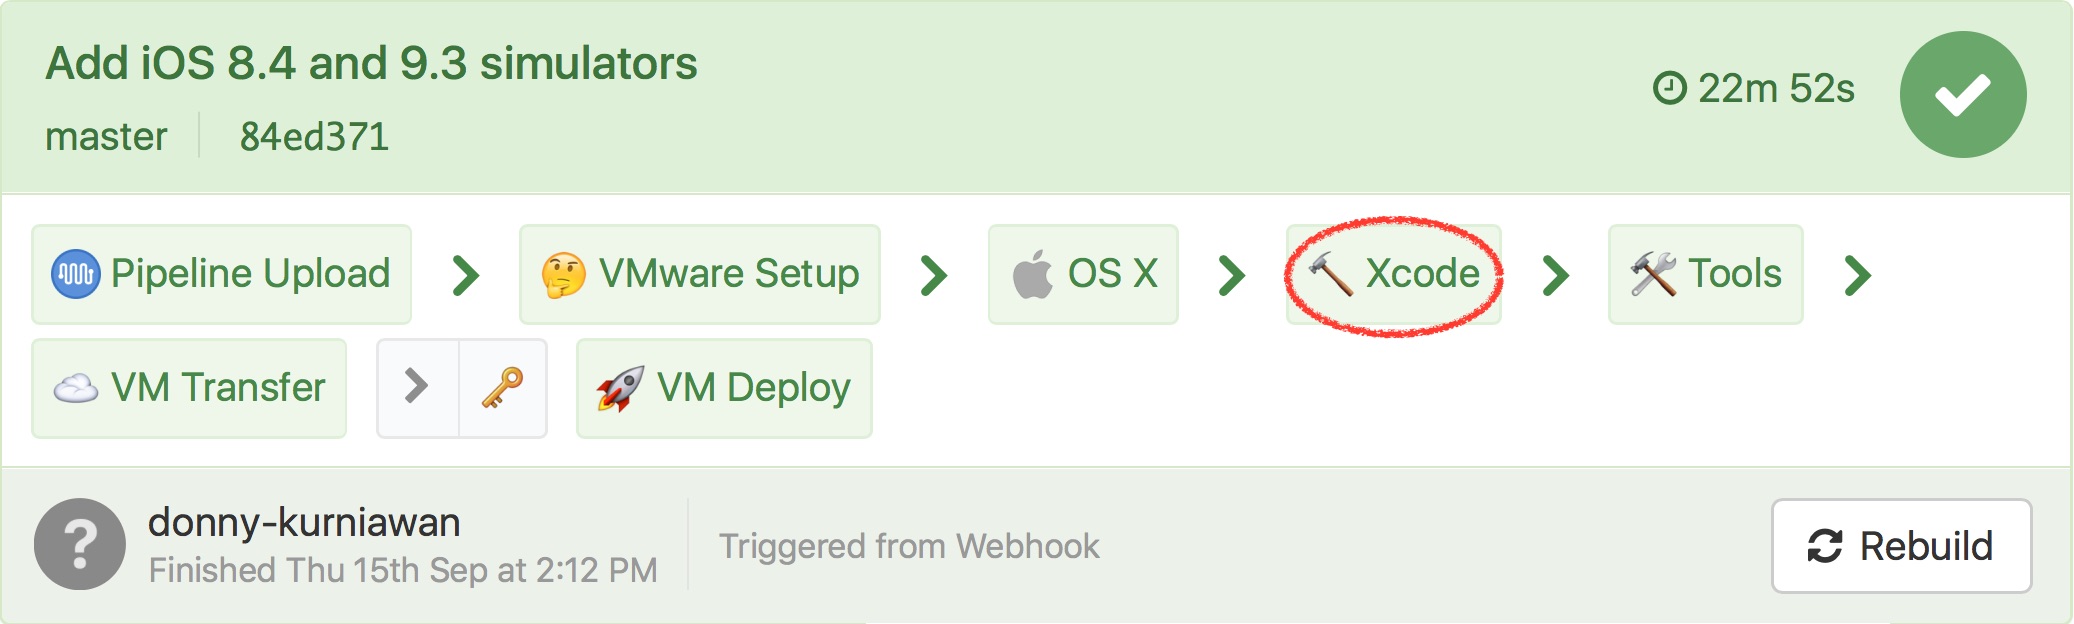 Add iOS 8.4 and 9.3 simulators
22m 52s
master 84ed371
Pipeline Upload VMware Setup OS X Xcode Tools
VM Transfer VM Deploy
donny-kurniawan
Finished Thu 15th Sep at 2:12 PM
Triggered from Webhook
Rebuild